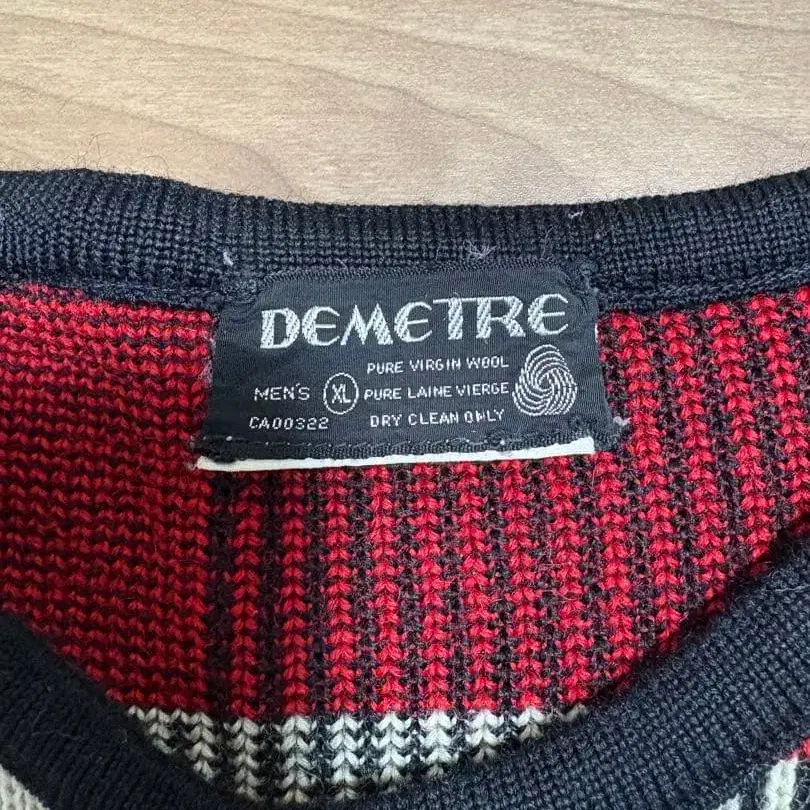 DEMETRE
PURE VIRGIN WOOL
MEN'S XL PURE LAINE VIERGE
CA00322 DRY CLEAN ONLY